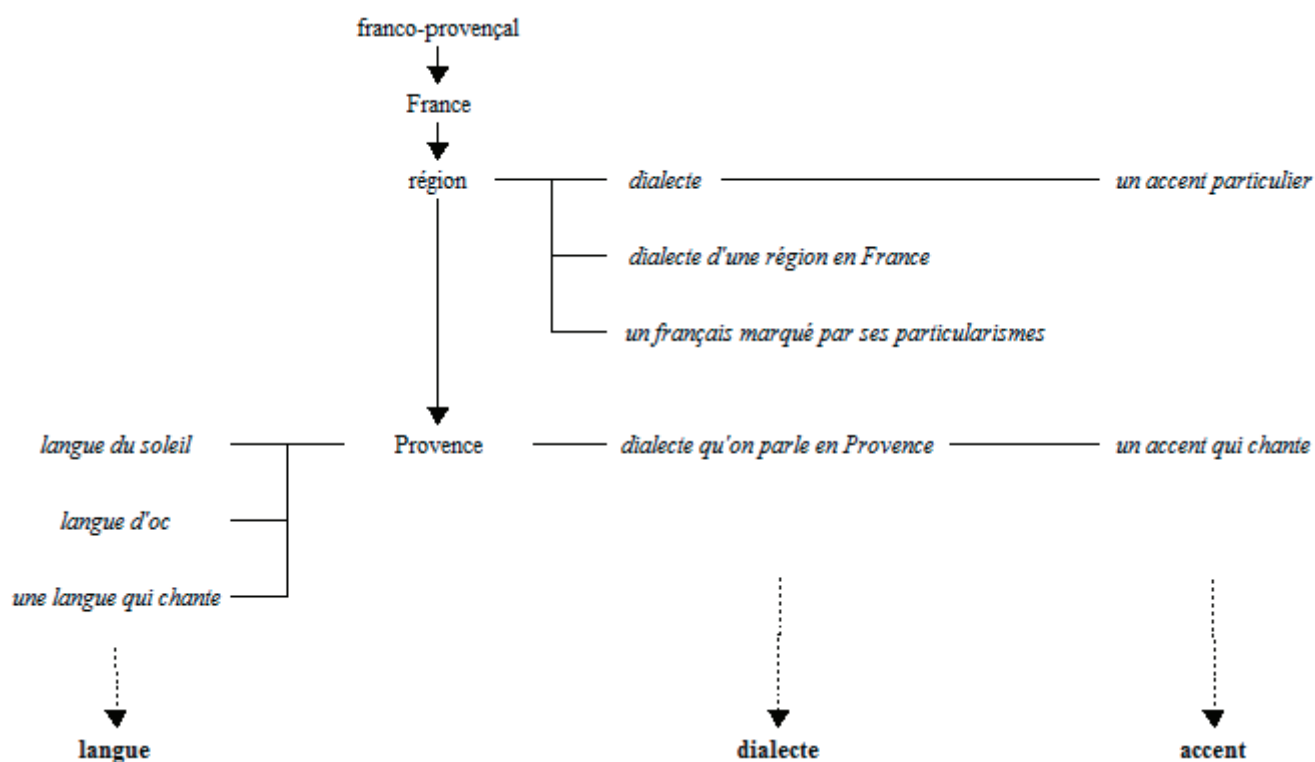 franco-provençal
France
région
dialecte
un accent particulier
dialecte d'une région en France
un français marqué par ses particularismes
langue du soleil
Provence
dialecte qu'on parle en Provence
un accent qui chante
langue d'oc
une langue qui chante
langue
dialecte
accent